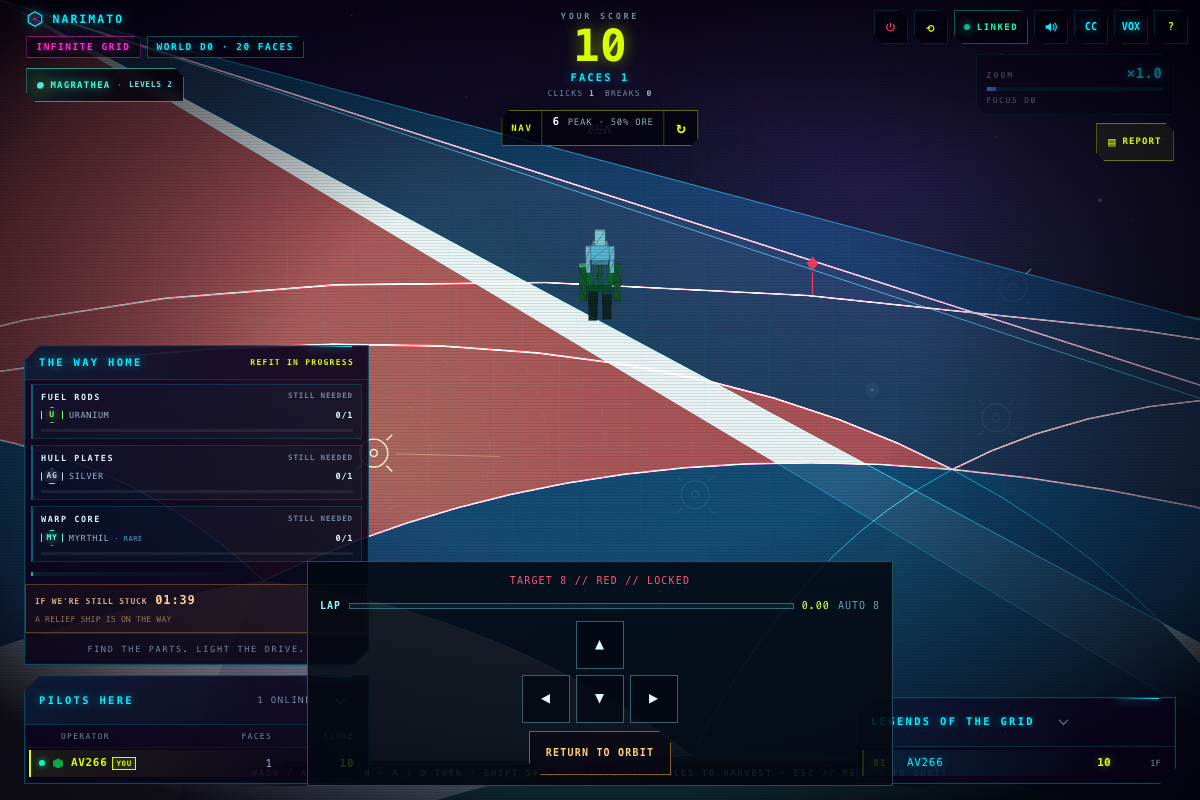 NARIMATO
INFINITE GRID
WORLD D0 · 20 FACES
MAGRATHEA · LEVELS 2
YOUR SCORE
10
FACES 1
CLICKS 1 BREAKS 0
NAV
6 PEAK · 50% ORE
↻
LINKED
CC
VOX
?
ZOOM ×1.0
FOCUS D0
REPORT
THE WAY HOME
REFIT IN PROGRESS
FUEL RODS STILL NEEDED
U URANIUM 0/1
HULL PLATES STILL NEEDED
AG SILVER 0/1
WARP CORE STILL NEEDED
MY MYRTHIL · RARE 0/1
IF WE'RE STILL STUCK 01:39
A RELIEF SHIP IS ON THE WAY
FIND THE PARTS. LIGHT THE DRIVE.
TARGET 8 // RED // LOCKED
LAP 0.00 AUTO 8
▲
◀ ▼ ▶
RETURN TO ORBIT
PILOTS HERE 1 ONLINE
OPERATOR FACES SCORE
AV266 YOU 1 10
LEGENDS OF THE GRID
01 AV266 10 1F